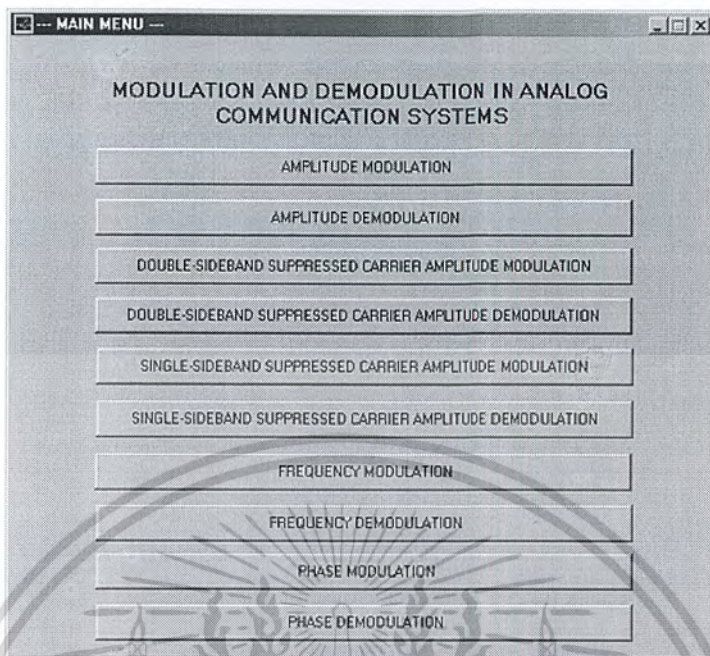 --- MAIN MENU ---
MODULATION AND DEMODULATION IN ANALOG
COMMUNICATION SYSTEMS
AMPLITUDE MODULATION
AMPLITUDE DEMODULATION
DOUBLE-SIDEBAND SUPPRESSED CARRIER AMPLITUDE MODULATION
DOUBLE-SIDEBAND SUPPRESSED CARRIER AMPLITUDE DEMODULATION
SINGLE-SIDEBAND SUPPRESSED CARRIER AMPLITUDE MODULATION
SINGLE-SIDEBAND SUPPRESSED CARRIER AMPLITUDE DEMODULATION
FREQUENCY MODULATION
FREQUENCY DEMODULATION
PHASE MODULATION
PHASE DEMODULATION